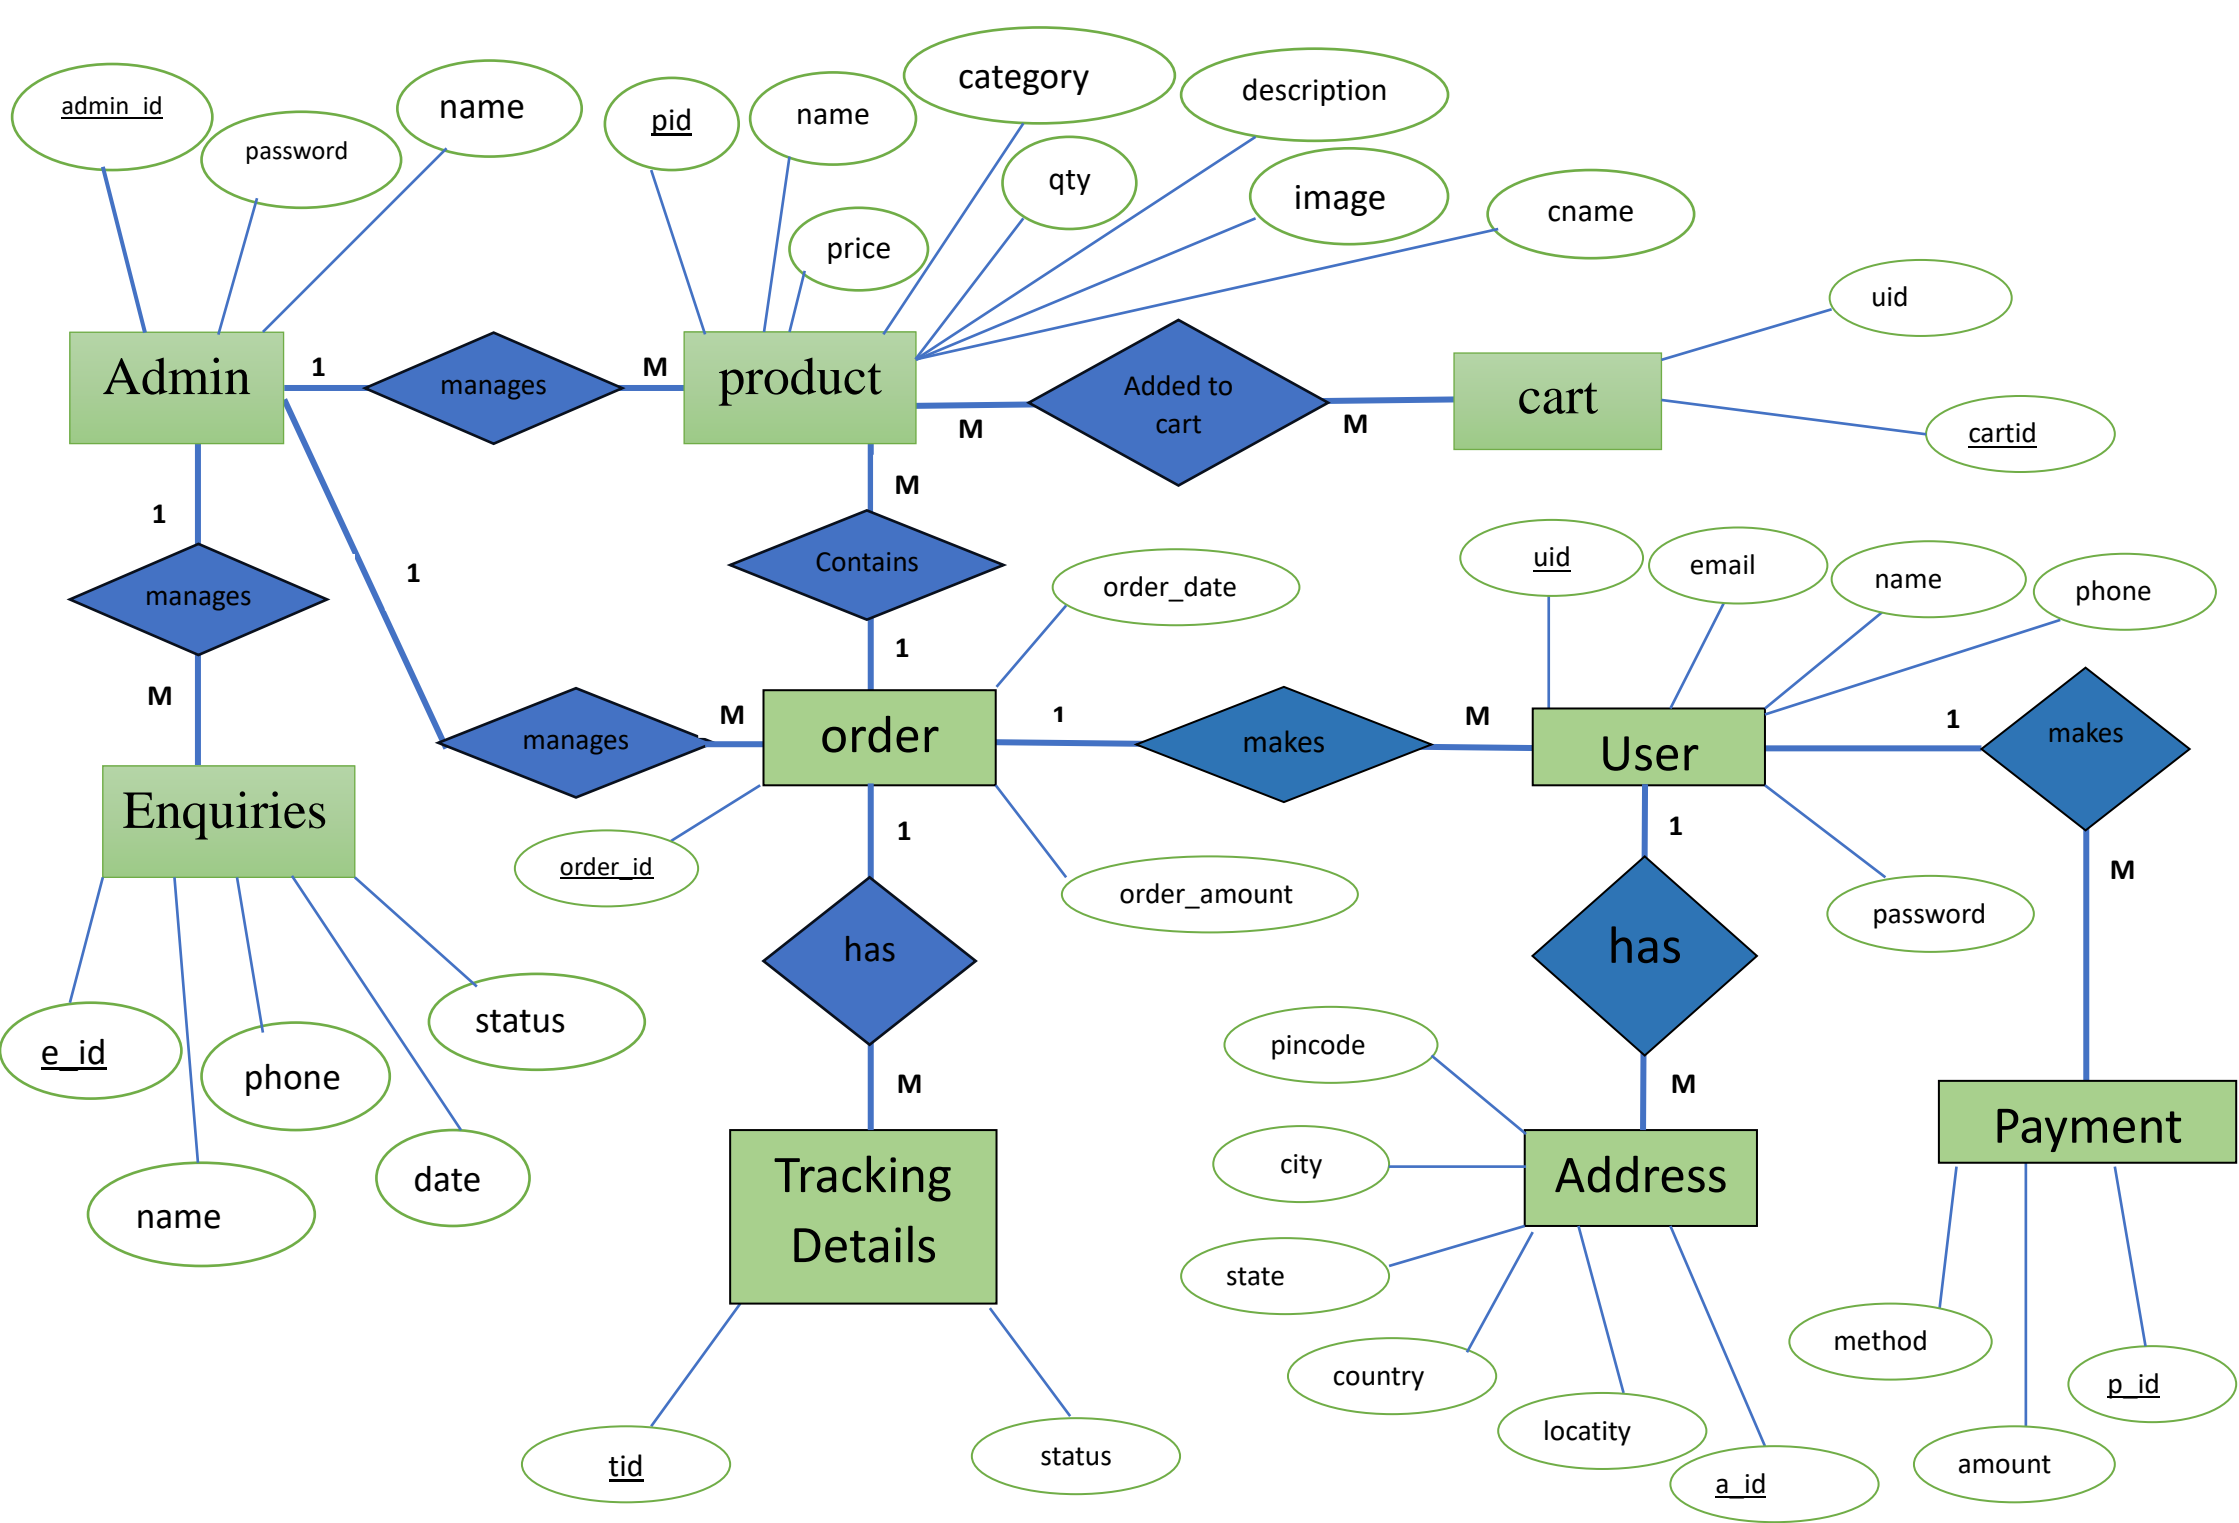 category
description
admin_id
name
pid
name
password
qty
image
cname
price
uid
Admin
1
manages
M
product
M
Added to
cart
M
cart
cartid
1
M
manages
1
Contains
order_date
uid
email
name
phone
M
1
manages
M
order
1
makes
M
User
1
makes
Enquiries
order_id
1
order_amount
1
password
M
has
has
e_id
phone
status
name
date
M
pincode
M
city
Tracking
Details
Address
Payment
state
country
locatity
a_id
method
p_id
amount
tid
status